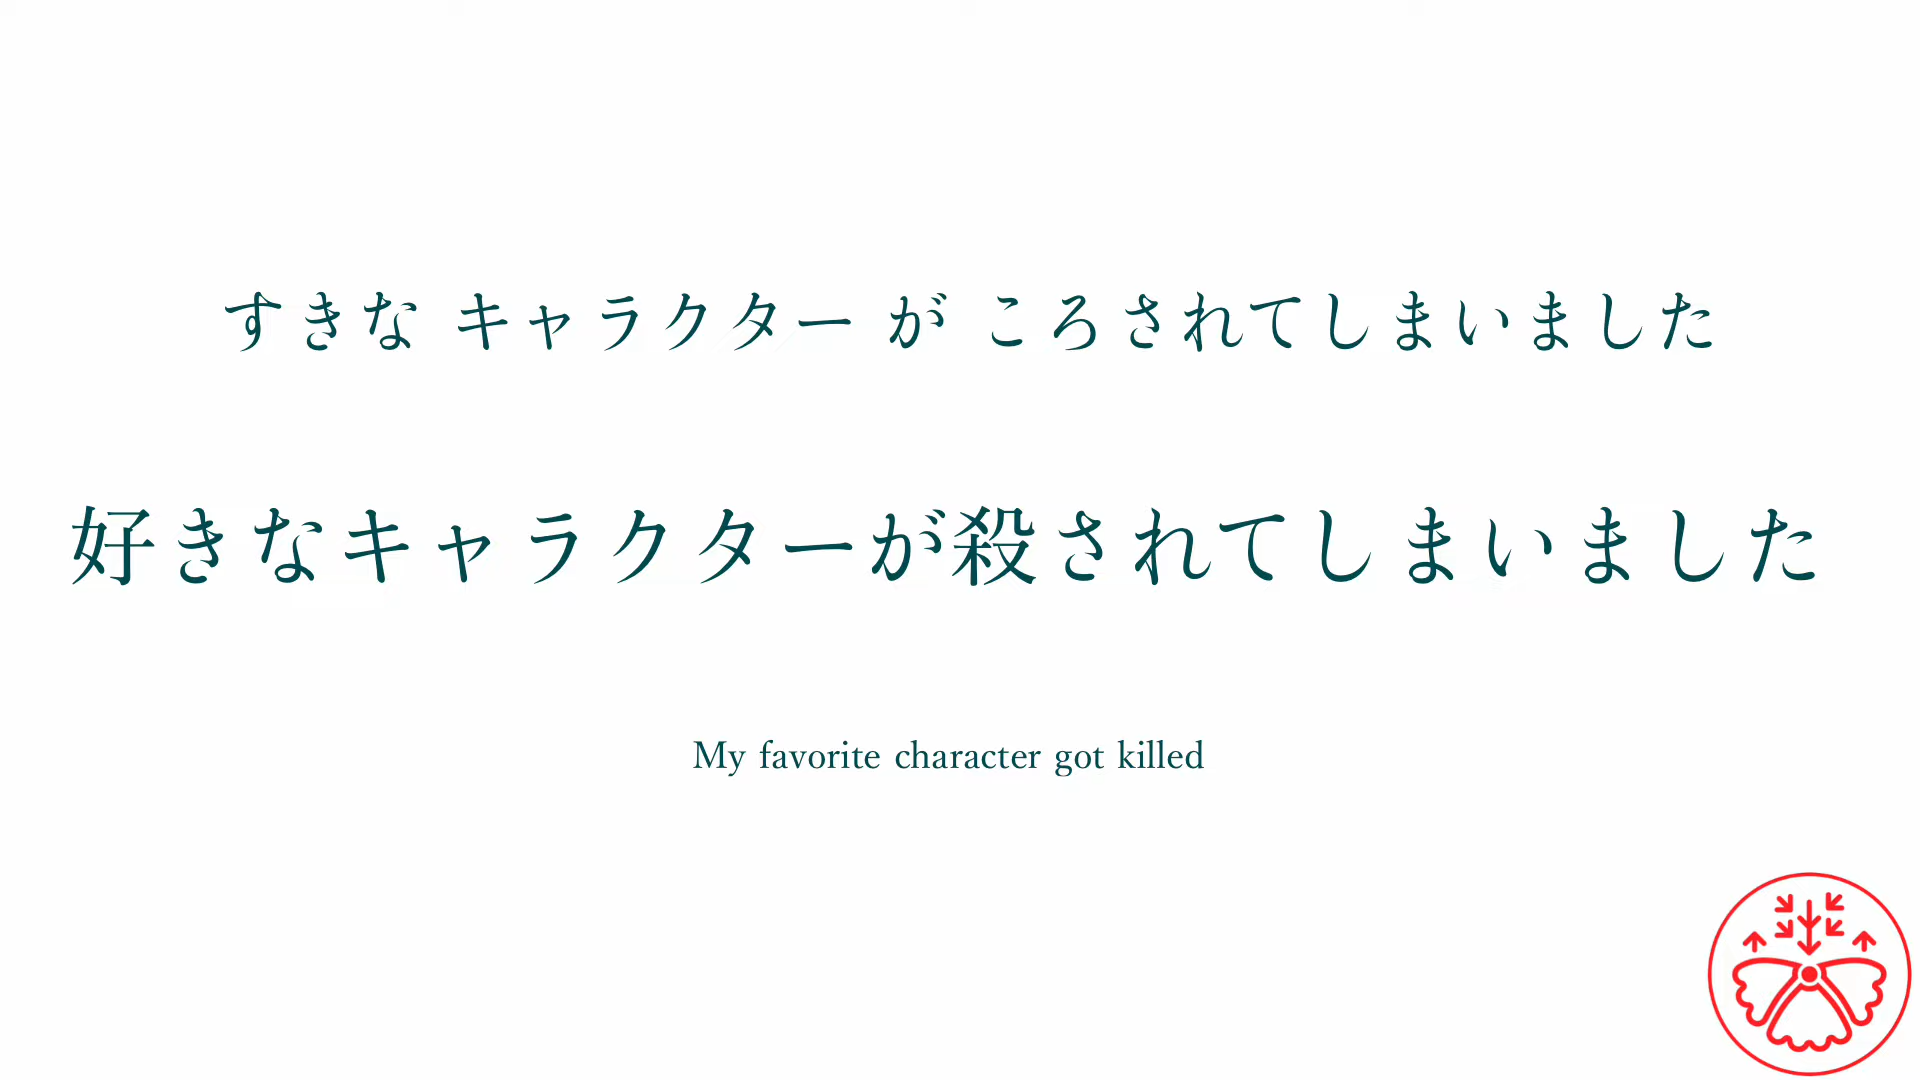 すきな キャラクター が ころされてしまいました
好きなキャラクターが殺されてしまいました
My favorite character got killed